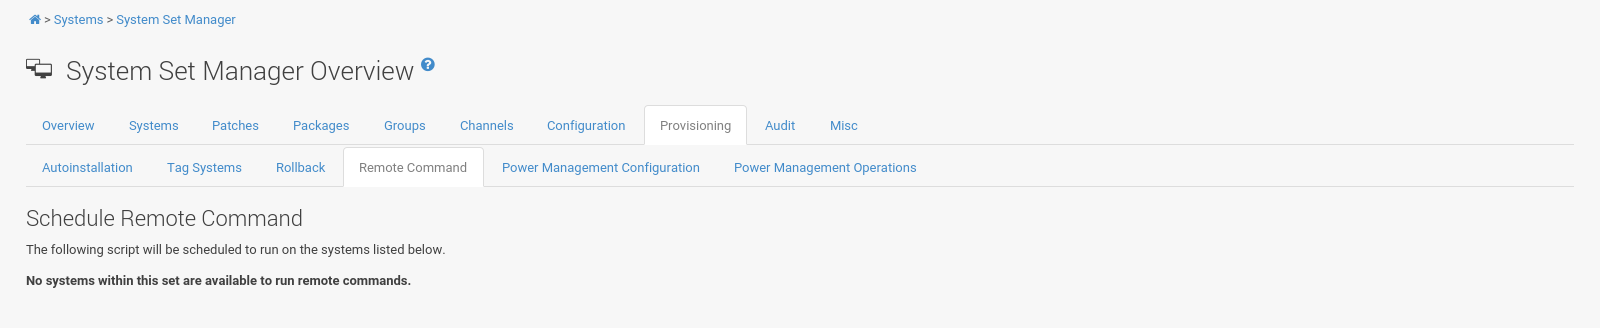 > Systems > System Set Manager
System Set Manager Overview ?
Overview Systems Patches Packages Groups Channels Configuration Provisioning Audit Misc
Autoinstallation Tag Systems Rollback Remote Command Power Management Configuration Power Management Operations
Schedule Remote Command
The following script will be scheduled to run on the systems listed below.
No systems within this set are available to run remote commands.